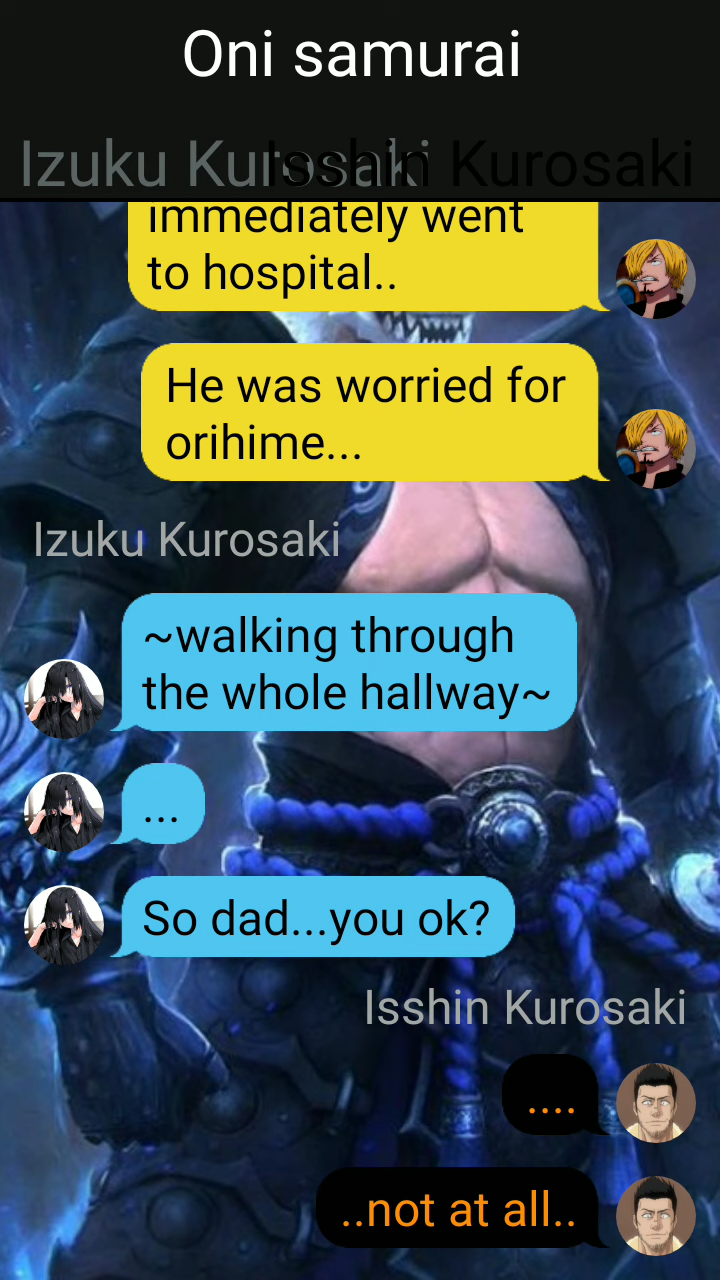 Oni samurai
Izuku Kurosaki
Isshin Kurosaki
immediately went
to hospital..
He was worried for
orihime...
Izuku Kurosaki
~walking through
the whole hallway~
...
So dad...you ok?
Isshin Kurosaki
....
..not at all..